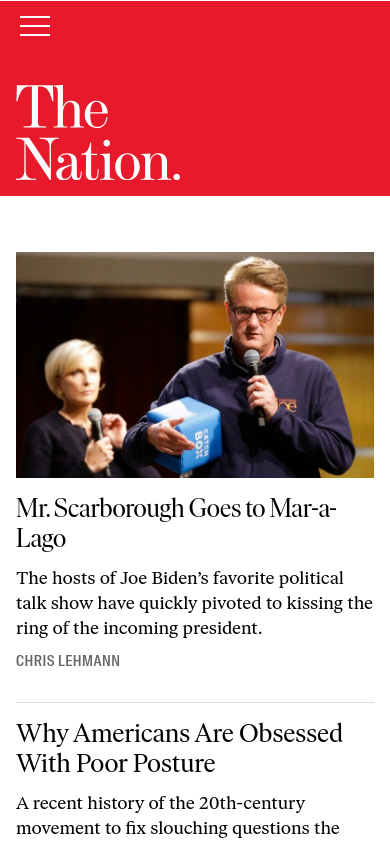 The
Nation.
CATCH
BOX
Mr. Scarborough Goes to Mar-a-
Lago
The hosts of Joe Biden’s favorite political
talk show have quickly pivoted to kissing the
ring of the incoming president.
CHRIS LEHMANN
Why Americans Are Obsessed
With Poor Posture
A recent history of the 20th-century
movement to fix slouching questions the